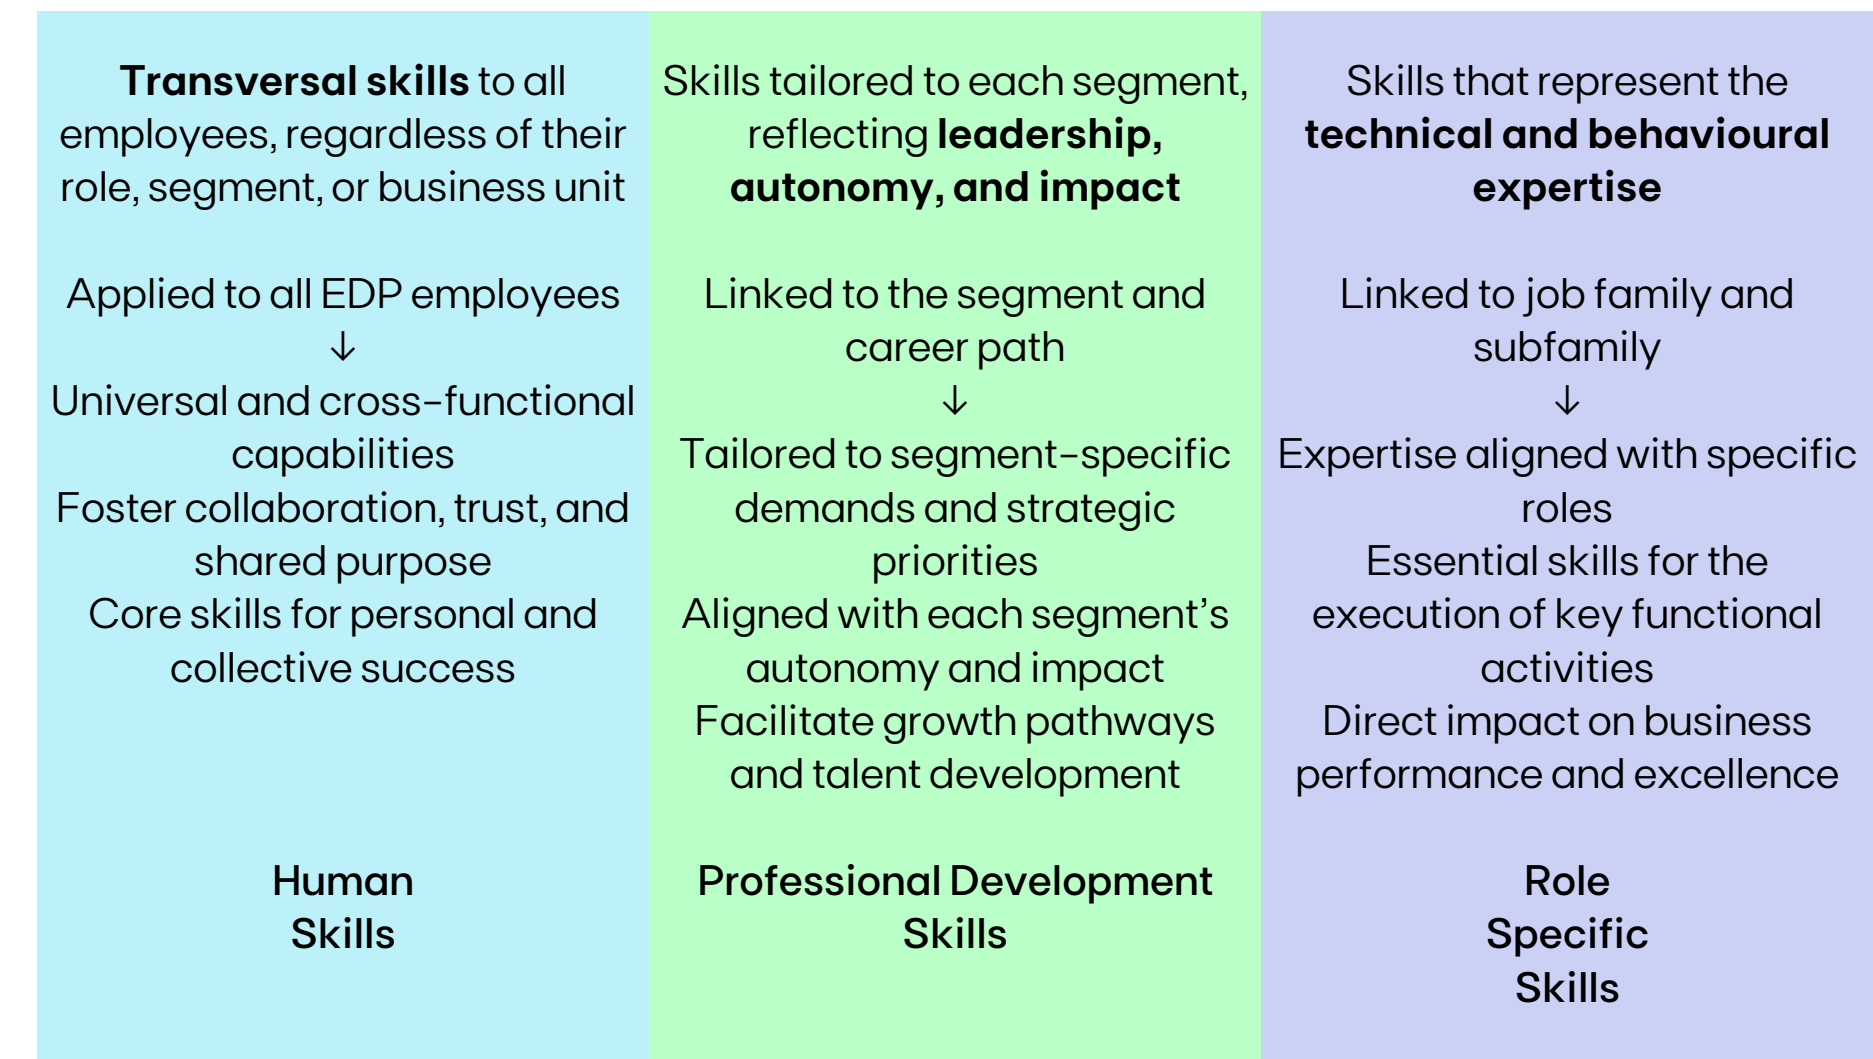 Transversal skills to all
employees, regardless of their
role, segment, or business unit
Applied to all EDP employees
↓
Universal and cross-functional
capabilities
Foster collaboration, trust, and
shared purpose
Core skills for personal and
collective success
Human
Skills
Skills tailored to each segment,
reflecting leadership,
autonomy, and impact
Linked to the segment and
career path
↓
Tailored to segment-specific
demands and strategic
priorities
Aligned with each segment's
autonomy and impact
Facilitate growth pathways
and talent development
Professional Development
Skills
Skills that represent the
technical and behavioural
expertise
Linked to job family and
subfamily
↓
Expertise aligned with specific
roles
Essential skills for the
execution of key functional
activities
Direct impact on business
performance and excellence
Role
Specific
Skills